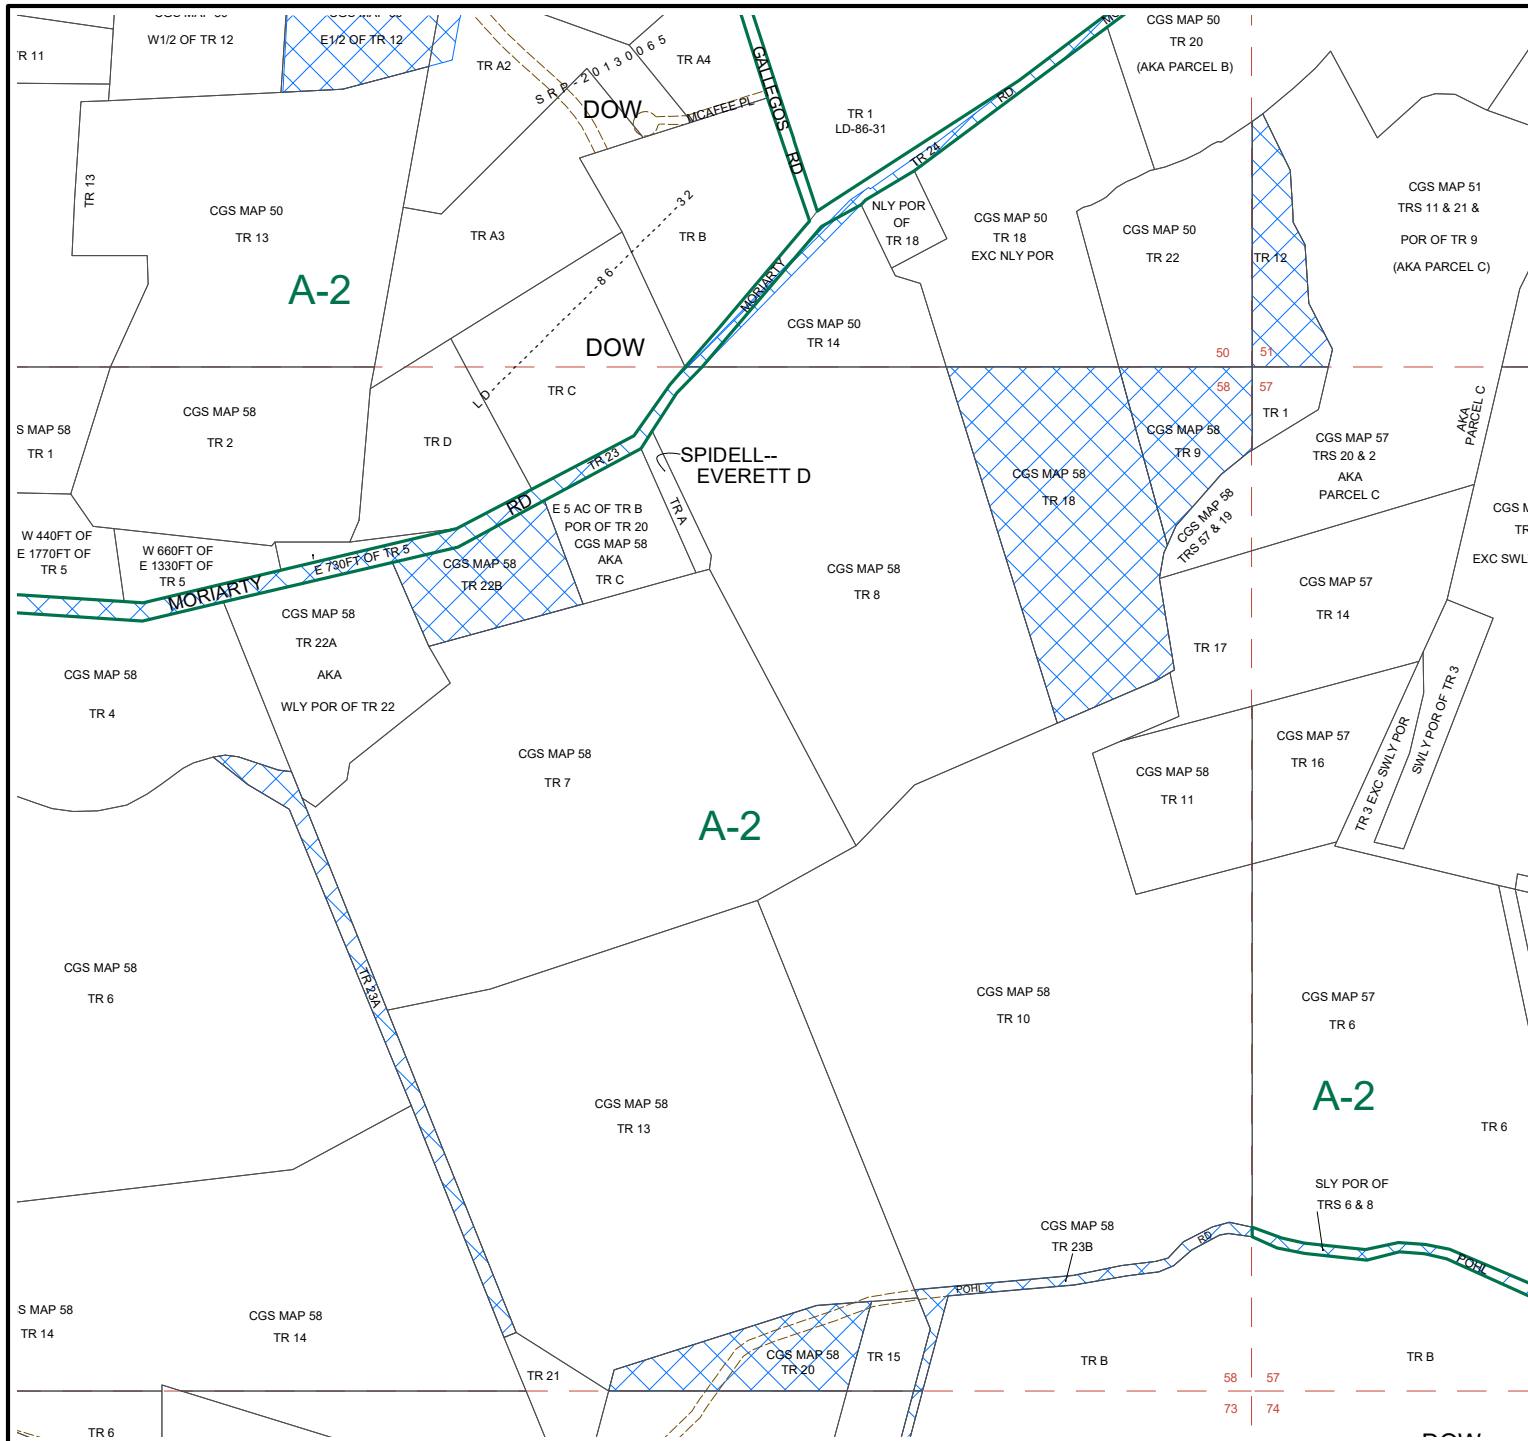 W1/2 OF TR 12
E1/2 OF TR 12
CGS MAP 50
TR 20
(AKA PARCEL B)
TR A2
SRP-20130065
TR A4
DOW
MCAFEE PL
GALLEGOS RD
TR 1
LD-86-31
RD
TR 24
TR 13
CGS MAP 50
TR 13
A-2
TR A3
TR B
LD 86 32
NLY POR
OF
TR 18
CGS MAP 50
TR 18
EXC NLY POR
CGS MAP 50
TR 22
TR 12
CGS MAP 51
TRS 11 & 21 &
POR OF TR 9
(AKA PARCEL C)
MORIARTY
CGS MAP 50
TR 14
DOW
50
51
58
57
TR C
TR D
CGS MAP 58
TR 2
S MAP 58
TR 1
TR 23
RD
SPIDELL--
EVERETT D
TR A
CGS MAP 58
TR 18
CGS MAP 58
TR 9
TR 1
CGS MAP 57
TRS 20 & 2
AKA
PARCEL C
AKA
PARCEL C
CGS MAP 58
TRS 57 & 19
W 440FT OF
E 1770FT OF
TR 5
W 660FT OF
E 1330FT OF
TR 5
E 730FT OF TR 5
MORIARTY
CGS MAP 58
TR 22B
E 5 AC OF TR B
POR OF TR 20
CGS MAP 58
AKA
TR C
CGS MAP 58
TR 8
CGS MAP 57
TR 14
EXC SWL
CGS MAP 58
TR 22A
AKA
WLY POR OF TR 22
CGS MAP 58
TR 4
TR 17
CGS MAP 58
TR 7
A-2
CGS MAP 58
TR 11
CGS MAP 57
TR 16
TR 3 EXC SWLY POR
SWLY POR OF TR 3
CGS MAP 58
TR 6
TR 23A
CGS MAP 58
TR 10
CGS MAP 57
TR 6
A-2
TR 6
CGS MAP 58
TR 13
SLY POR OF
TRS 6 & 8
CGS MAP 58
TR 23B
RD
POHL
POHL
S MAP 58
TR 14
CGS MAP 58
TR 14
TR 21
CGS MAP 58
TR 20
TR 15
TR B
TR B
58
57
73
74
TR 6